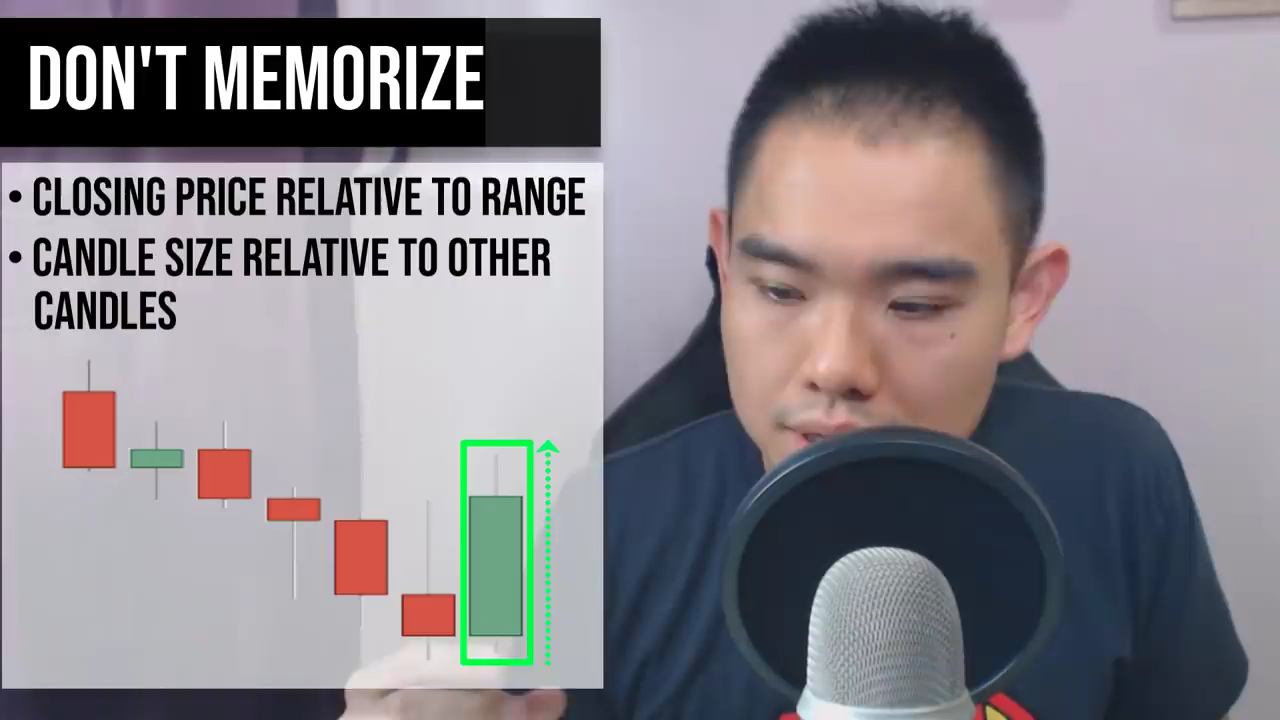 DON'T MEMORIZE
• CLOSING PRICE RELATIVE TO RANGE
• CANDLE SIZE RELATIVE TO OTHER
CANDLES